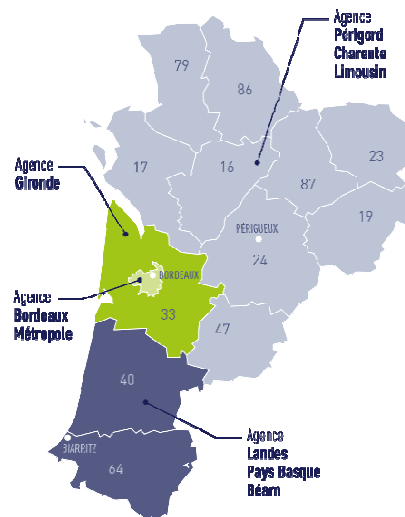 Agence
Périgord
Charente
Limousin
79
86
Agence
Gironde
17
16
23
87
19
PÉRIGUEUX
24
BORDEAUX
Agence
Bordeaux
Métropole
33
47
40
Agence
Landes
Pays Basque
Béarn
BIARRITZ
64